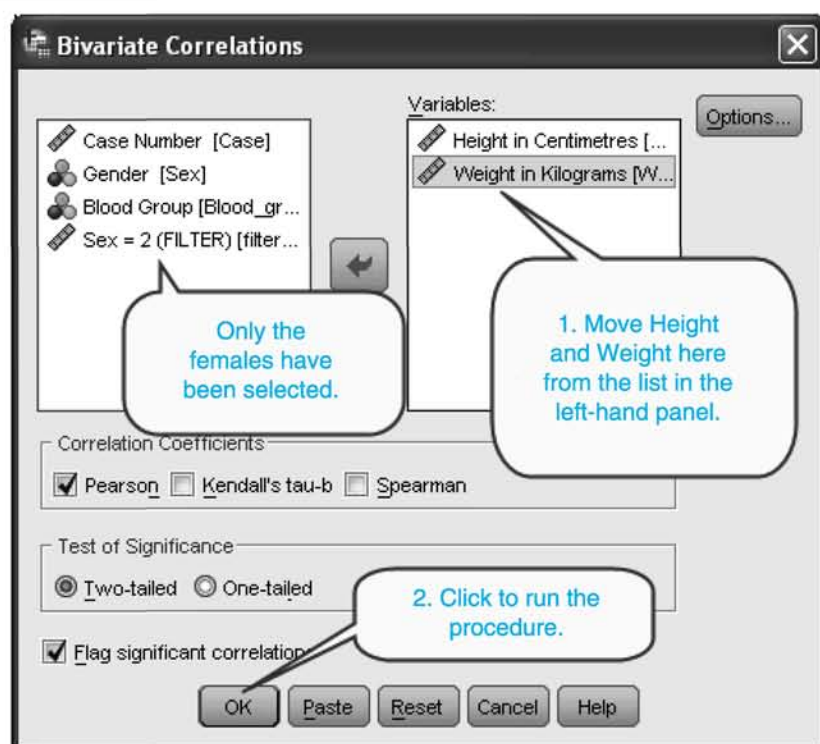 Bivariate Correlations
Variables:
Options...
Case Number [Case]
Gender [Sex]
Blood Group [Blood_gr...
Sex = 2 (FILTER) [filter...
Height in Centimetres [...
Weight in Kilograms [W...
Only the
females have
been selected.
1. Move Height
and Weight here
from the list in the
left-hand panel.
Correlation Coefficients
Pearson Kendall's tau-b Spearman
Test of Significance
Two-tailed One-tailed
2. Click to run the
procedure.
Flag significant correlation
OK Paste Reset Cancel Help